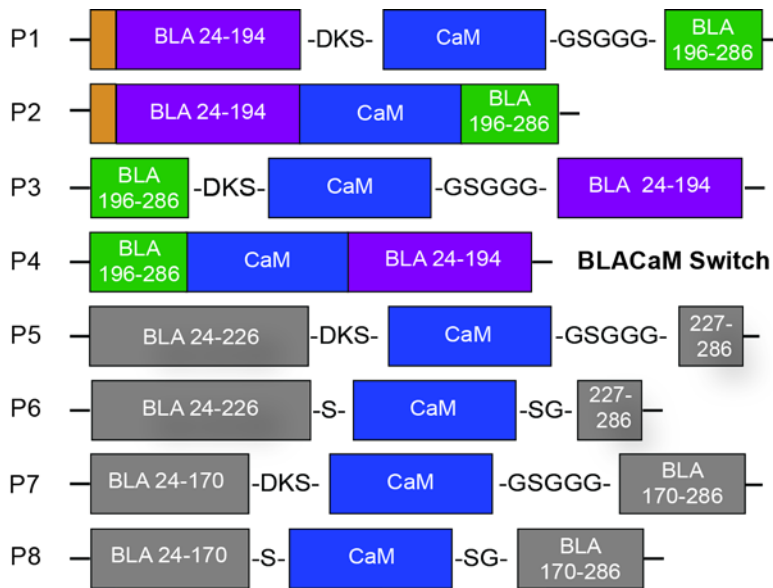 P1 BLA 24-194 -DKS- CaM -GSGGG- BLA 196-286
P2 BLA 24-194 CaM BLA 196-286
P3 BLA 196-286 -DKS- CaM -GSGGG- BLA 24-194
P4 BLA 196-286 CaM BLA 24-194 BLACaM Switch
P5 BLA 24-226 -DKS- CaM -GSGGG- 227-286
P6 BLA 24-226 -S- CaM -SG- 227-286
P7 BLA 24-170 -DKS- CaM -GSGGG- BLA 170-286
P8 BLA 24-170 -S- CaM -SG- BLA 170-286